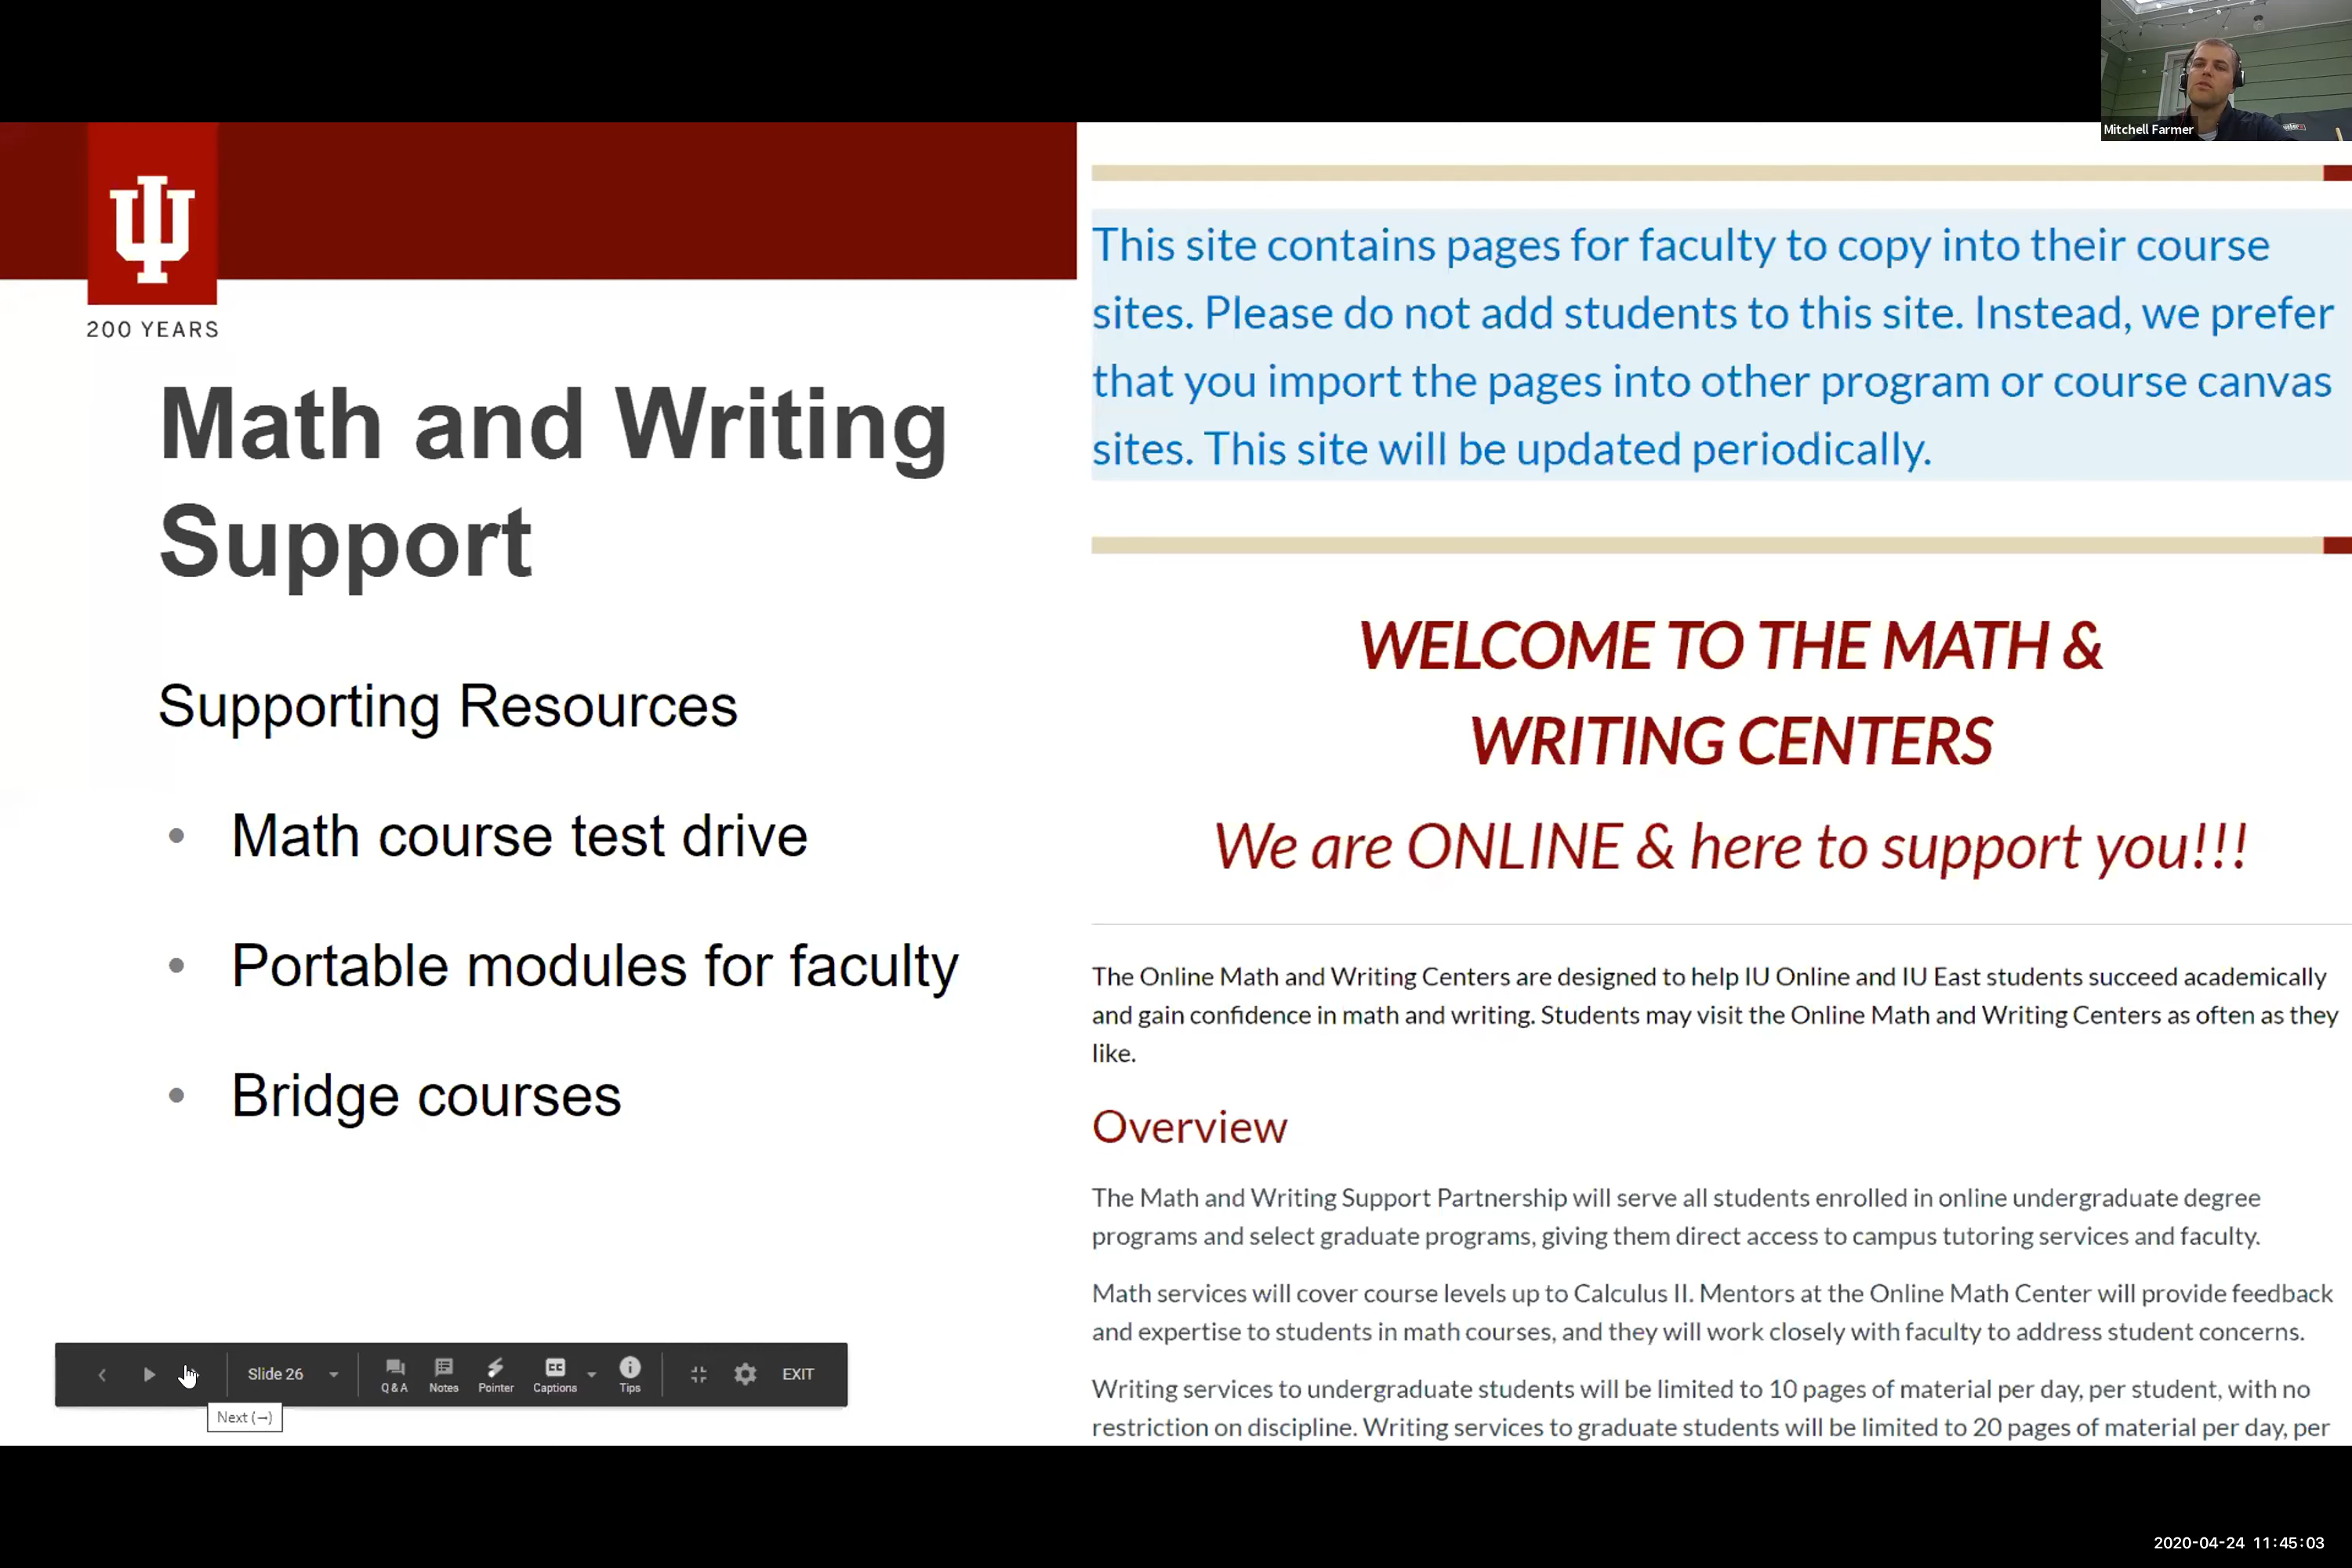 Mitchell Farmer
200 YEARS
Math and Writing
Support
Supporting Resources
• Math course test drive
• Portable modules for faculty
• Bridge courses
This site contains pages for faculty to copy into their course
sites. Please do not add students to this site. Instead, we prefer
that you import the pages into other program or course canvas
sites. This site will be updated periodically.
WELCOME TO THE MATH &
WRITING CENTERS
We are ONLINE & here to support you!!!
The Online Math and Writing Centers are designed to help IU Online and IU East students succeed academically
and gain confidence in math and writing. Students may visit the Online Math and Writing Centers as often as they
like.
Overview
The Math and Writing Support Partnership will serve all students enrolled in online undergraduate degree
programs and select graduate programs, giving them direct access to campus tutoring services and faculty.
Math services will cover course levels up to Calculus II. Mentors at the Online Math Center will provide feedback
and expertise to students in math courses, and they will work closely with faculty to address student concerns.
Writing services to undergraduate students will be limited to 10 pages of material per day, per student, with no
restriction on discipline. Writing services to graduate students will be limited to 20 pages of material per day, per
Slide 26
Q & A
Notes
Pointer
CC
Captions
Tips
EXIT
Next (→)
2020-04-24 11:45:03